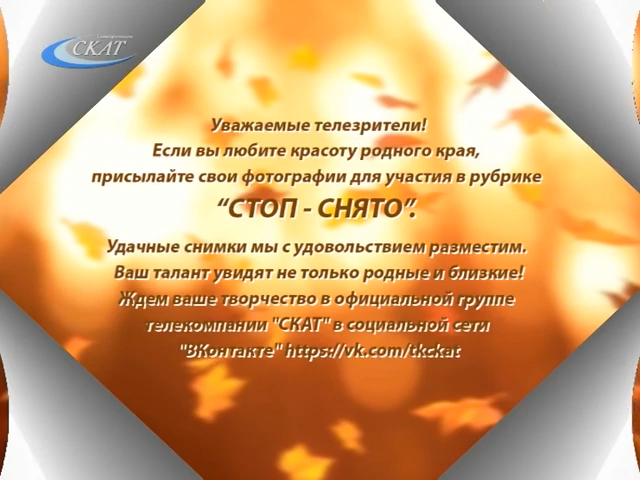 СКАТ
Уважаемые телезрители!
Если вы любите красоту родного края,
присылайте свои фотографии для участия в рубрике
“СТОП - СНЯТО”.
Удачные снимки мы с удовольствием разместим.
Ваш талант увидят не только родные и близкие!
Ждем ваше творчество в официальной группе
телекомпании "СКАТ" в социальной сети
"ВКонтакте" https://vk.com/tkckat